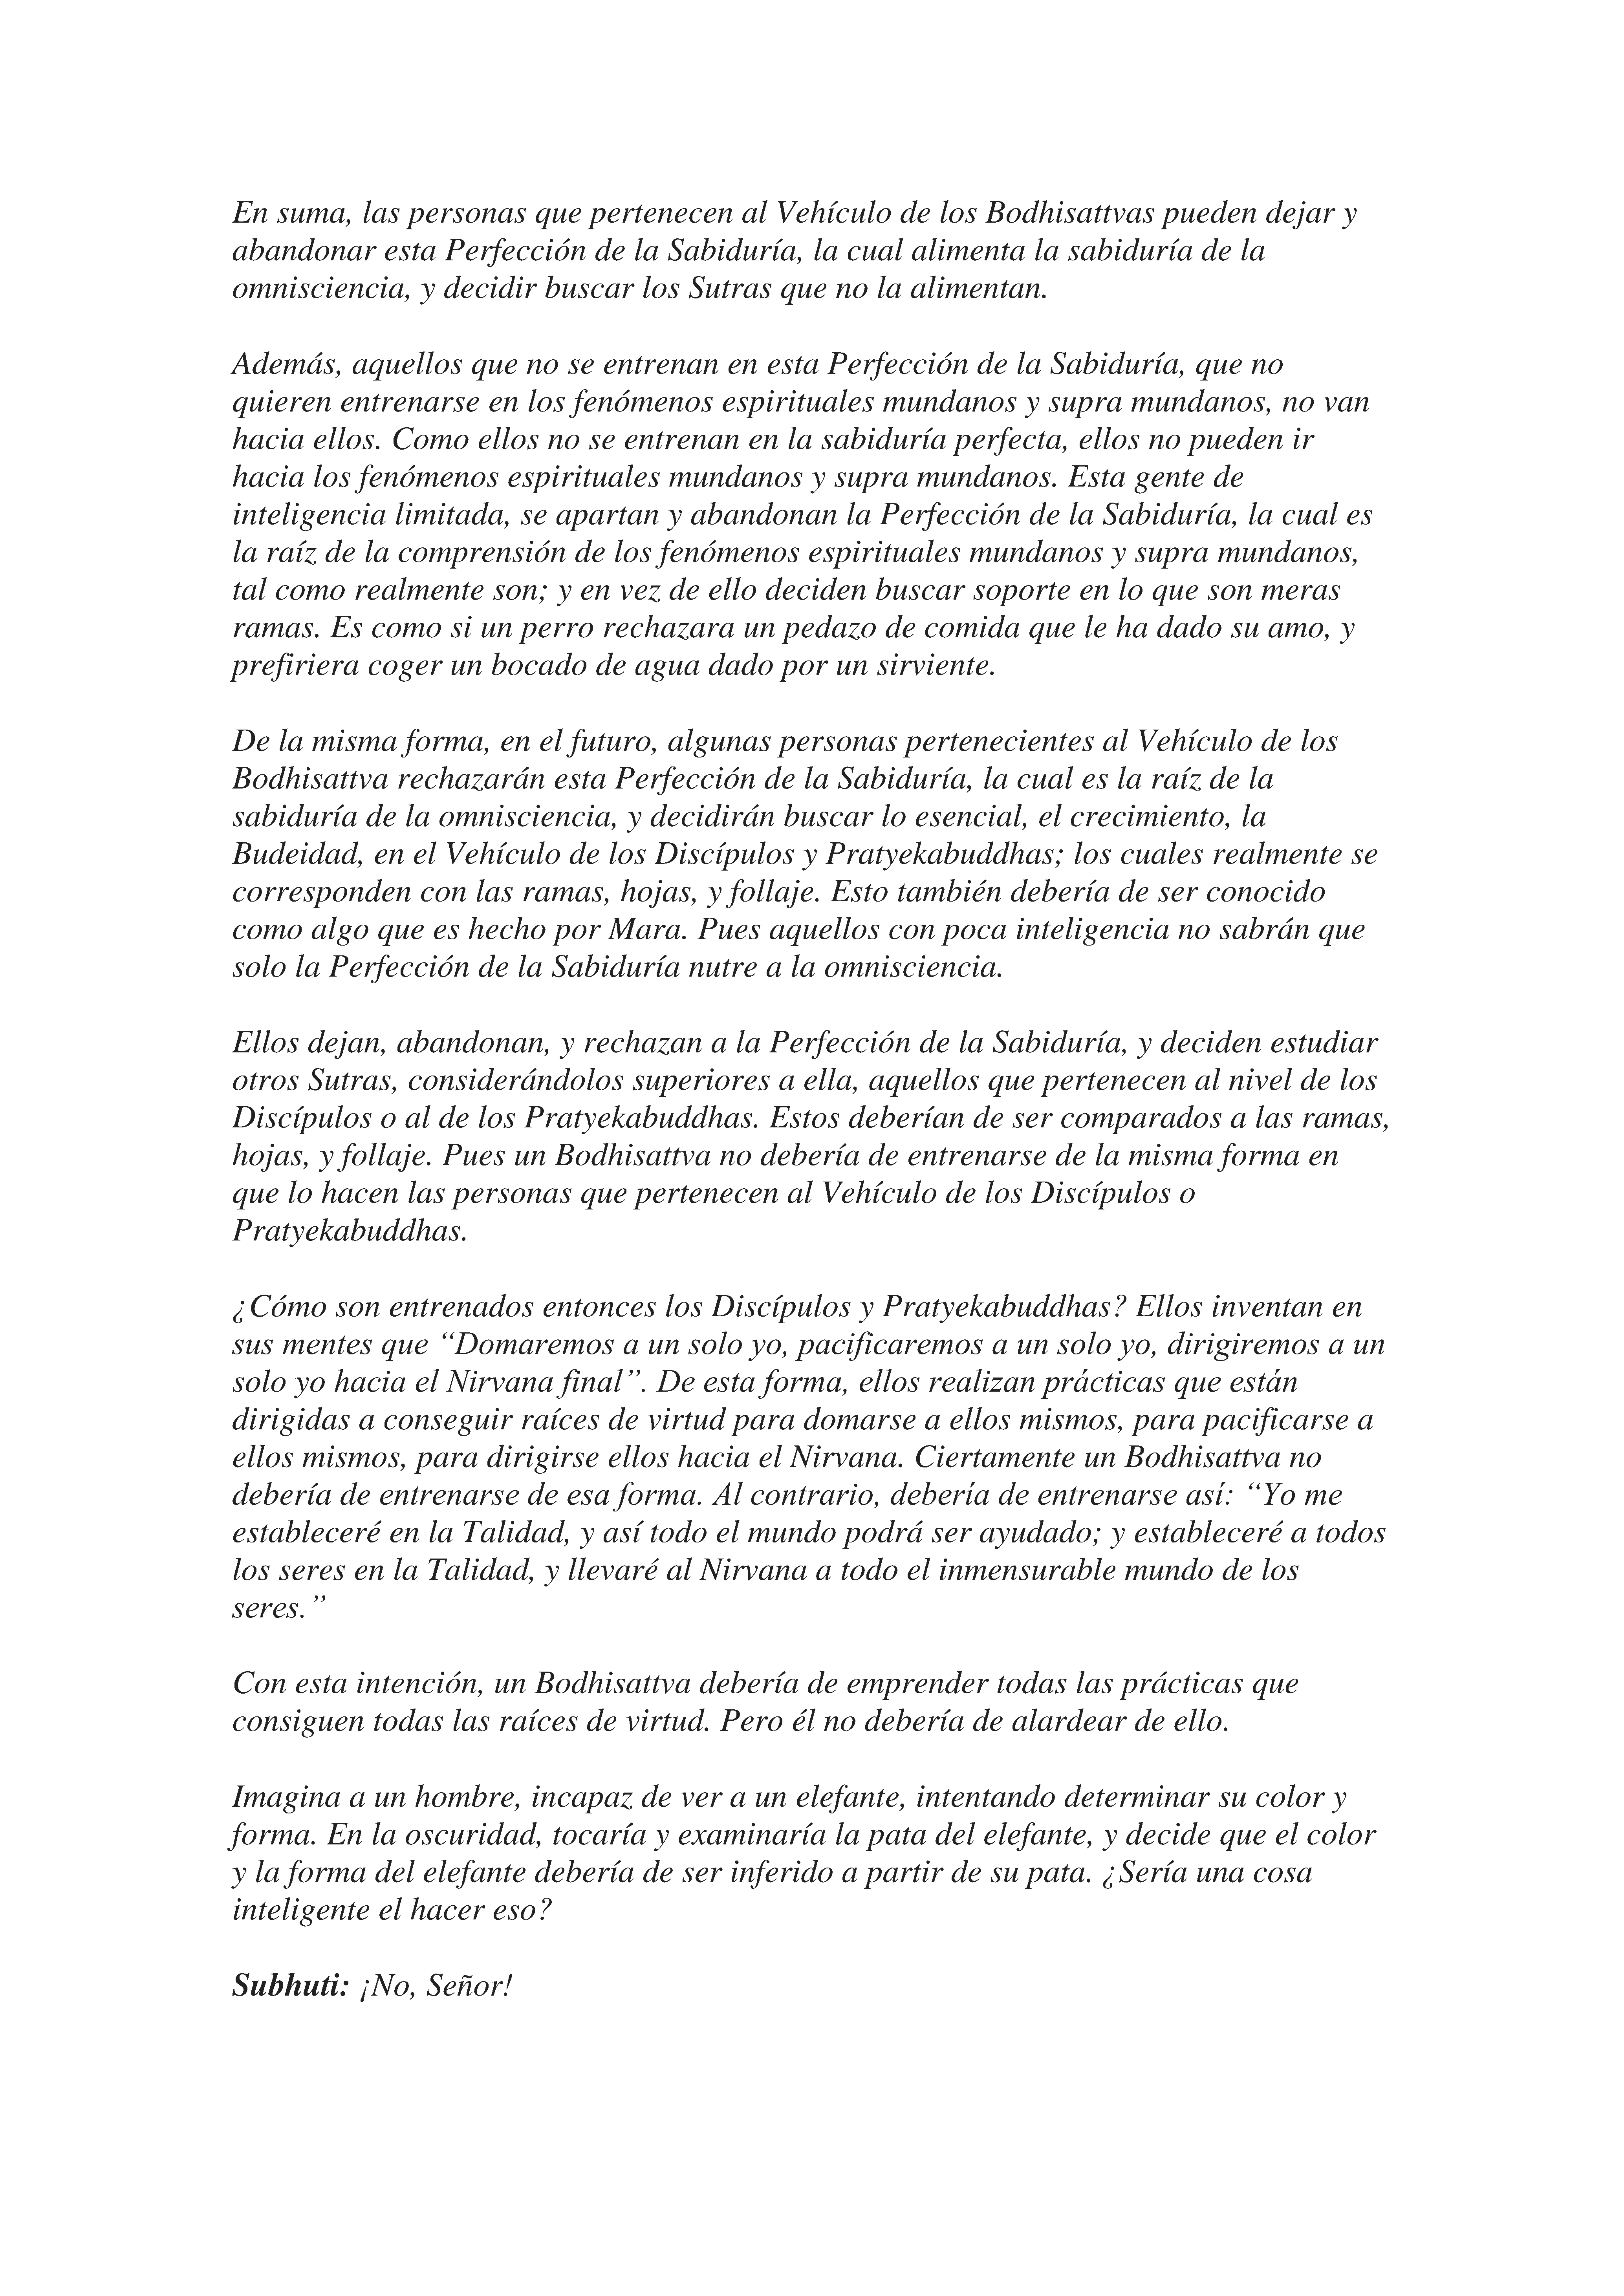 En suma, las personas que pertenecen al Vehículo de los Bodhisattvas pueden dejar y
abandonar esta Perfección de la Sabiduría, la cual alimenta la sabiduría de la
omnisciencia, y decidir buscar los Sutras que no la alimentan.
Además, aquellos que no se entrenan en esta Perfección de la Sabiduría, que no
quieren entrenarse en los fenómenos espirituales mundanos y supra mundanos, no van
hacia ellos. Como ellos no se entrenan en la sabiduría perfecta, ellos no pueden ir
hacia los fenómenos espirituales mundanos y supra mundanos. Esta gente de
inteligencia limitada, se apartan y abandonan la Perfección de la Sabiduría, la cual es
la raíz de la comprensión de los fenómenos espirituales mundanos y supra mundanos,
tal como realmente son; y en vez de ello deciden buscar soporte en lo que son meras
ramas. Es como si un perro rechazara un pedazo de comida que le ha dado su amo, y
prefiriera coger un bocado de agua dado por un sirviente.
De la misma forma, en el futuro, algunas personas pertenecientes al Vehículo de los
Bodhisattva rechazarán esta Perfección de la Sabiduría, la cual es la raíz de la
sabiduría de la omnisciencia, y decidirán buscar lo esencial, el crecimiento, la
Budeidad, en el Vehículo de los Discípulos y Pratyekabuddhas; los cuales realmente se
corresponden con las ramas, hojas, y follaje. Esto también debería de ser conocido
como algo que es hecho por Mara. Pues aquellos con poca inteligencia no sabrán que
solo la Perfección de la Sabiduría nutre a la omnisciencia.
Ellos dejan, abandonan, y rechazan a la Perfección de la Sabiduría, y deciden estudiar
otros Sutras, considerándolos superiores a ella, aquellos que pertenecen al nivel de los
Discípulos o al de los Pratyekabuddhas. Estos deberían de ser comparados a las ramas,
hojas, y follaje. Pues un Bodhisattva no debería de entrenarse de la misma forma en
que lo hacen las personas que pertenecen al Vehículo de los Discípulos o
Pratyekabuddhas.
¿Cómo son entrenados entonces los Discípulos y Pratyekabuddhas? Ellos inventan en
sus mentes que “Domaremos a un solo yo, pacificaremos a un solo yo, dirigiremos a un
solo yo hacia el Nirvana final”. De esta forma, ellos realizan prácticas que están
dirigidas a conseguir raíces de virtud para domarse a ellos mismos, para pacificarse a
ellos mismos, para dirigirse ellos hacia el Nirvana. Ciertamente un Bodhisattva no
debería de entrenarse de esa forma. Al contrario, debería de entrenarse así: “Yo me
estableceré en la Talidad, y así todo el mundo podrá ser ayudado; y estableceré a todos
los seres en la Talidad, y llevaré al Nirvana a todo el inmensurable mundo de los
seres.”
Con esta intención, un Bodhisattva debería de emprender todas las prácticas que
consiguen todas las raíces de virtud. Pero él no debería de alardear de ello.
Imagina a un hombre, incapaz de ver a un elefante, intentando determinar su color y
forma. En la oscuridad, tocaría y examinaría la pata del elefante, y decide que el color
y la forma del elefante debería de ser inferido a partir de su pata. ¿Sería una cosa
inteligente el hacer eso?
Subhuti: ¡No, Señor!